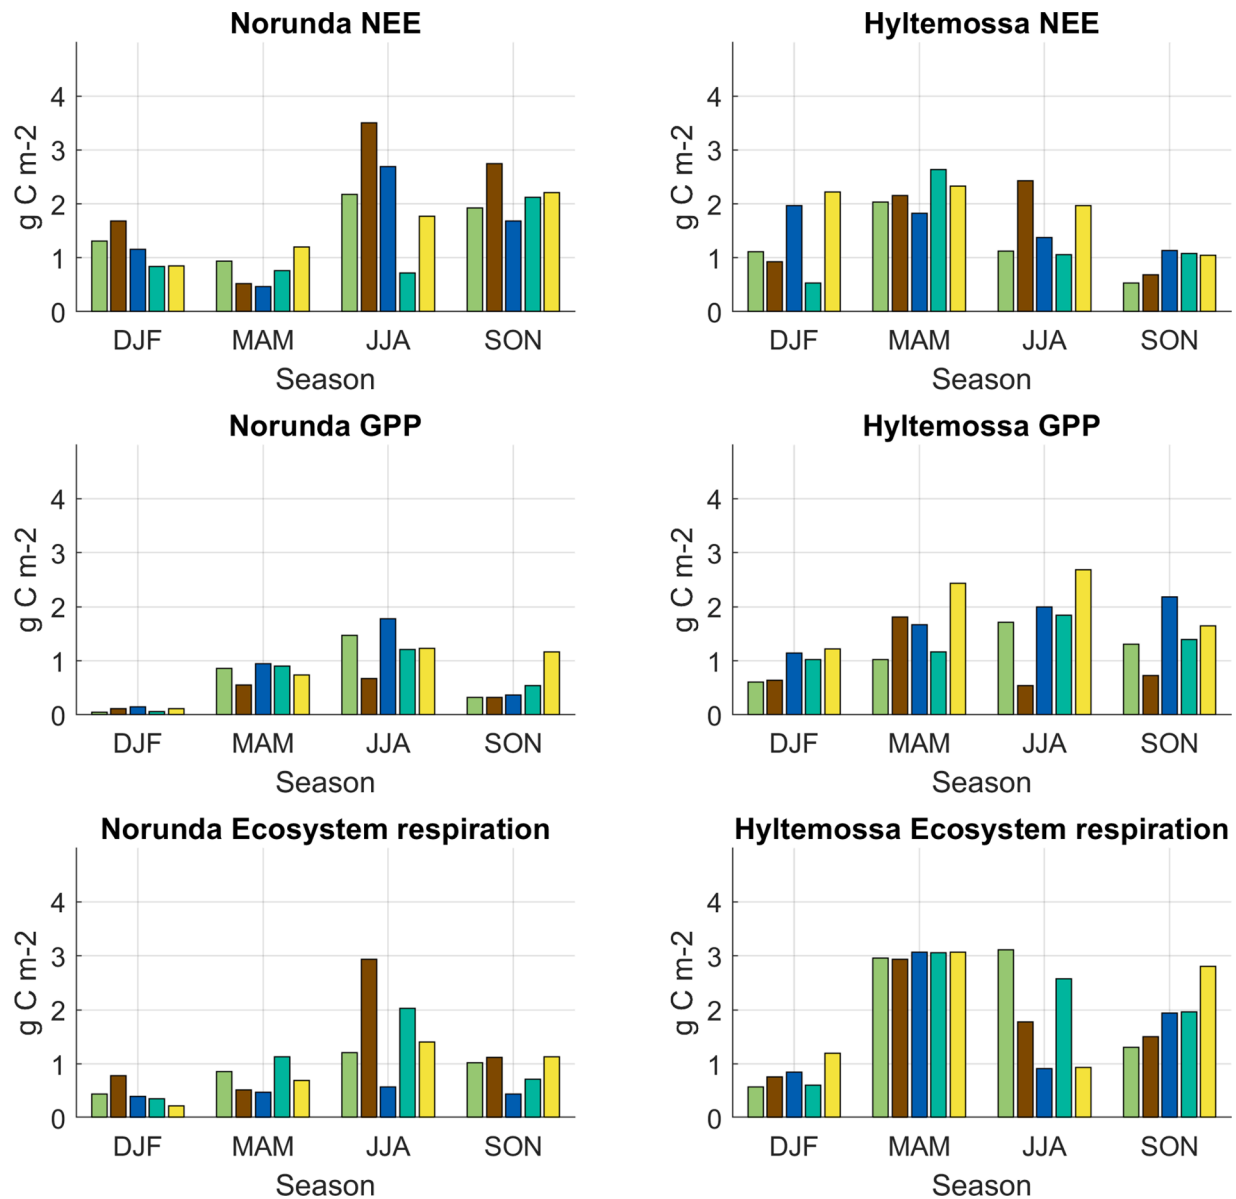 Norunda NEE
g C m-2
4
3
2
1
0
DJF MAM JJA SON
Season
Hyltemossa NEE
g C m-2
4
3
2
1
0
DJF MAM JJA SON
Season
Norunda GPP
g C m-2
4
3
2
1
0
DJF MAM JJA SON
Season
Hyltemossa GPP
g C m-2
4
3
2
1
0
DJF MAM JJA SON
Season
Norunda Ecosystem respiration
g C m-2
4
3
2
1
0
DJF MAM JJA SON
Season
Hyltemossa Ecosystem respiration
g C m-2
4
3
2
1
0
DJF MAM JJA SON
Season